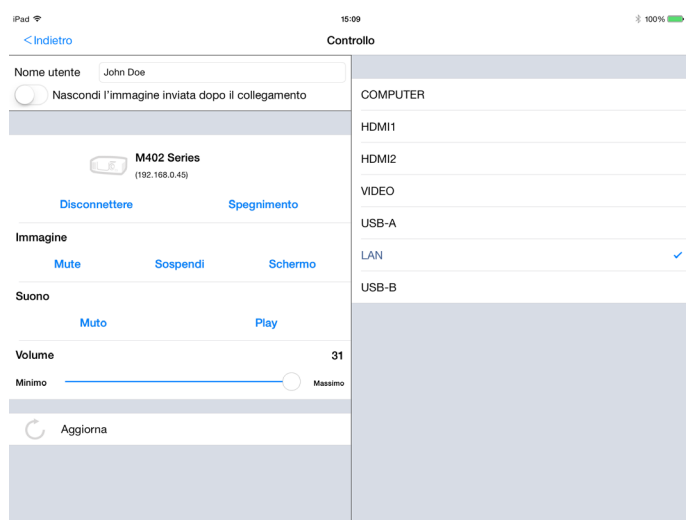 iPad 15:09 100%
<Indietro Controllo
Nome utente John Doe
Nascondi l'immagine inviata dopo il collegamento
M402 Series
(192.168.0.45)
Disconnettere Spegnimento
Immagine
Mute Sospendi Schermo
Suono
Muto Play
Volume 31
Minimo Massimo
Aggiorna
COMPUTER
HDMI1
HDMI2
VIDEO
USB-A
LAN
USB-B